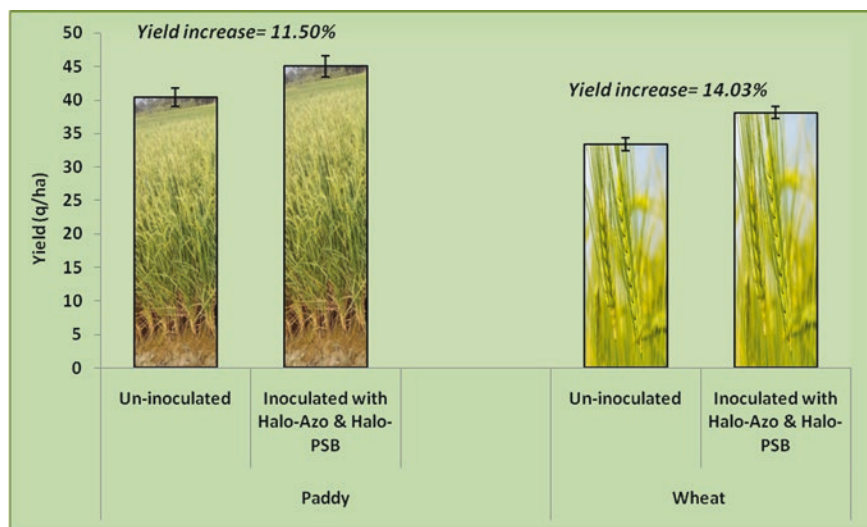 Yield increase= 11.50%
Yield increase= 14.03%
Yield (q/ha)
50
45
40
35
30
25
20
15
10
5
0
Un-inoculated
Inoculated with
Halo-Azo & Halo-
PSB
Un-inoculated
Inoculated with
Halo-Azo & Halo-
PSB
Paddy
Wheat